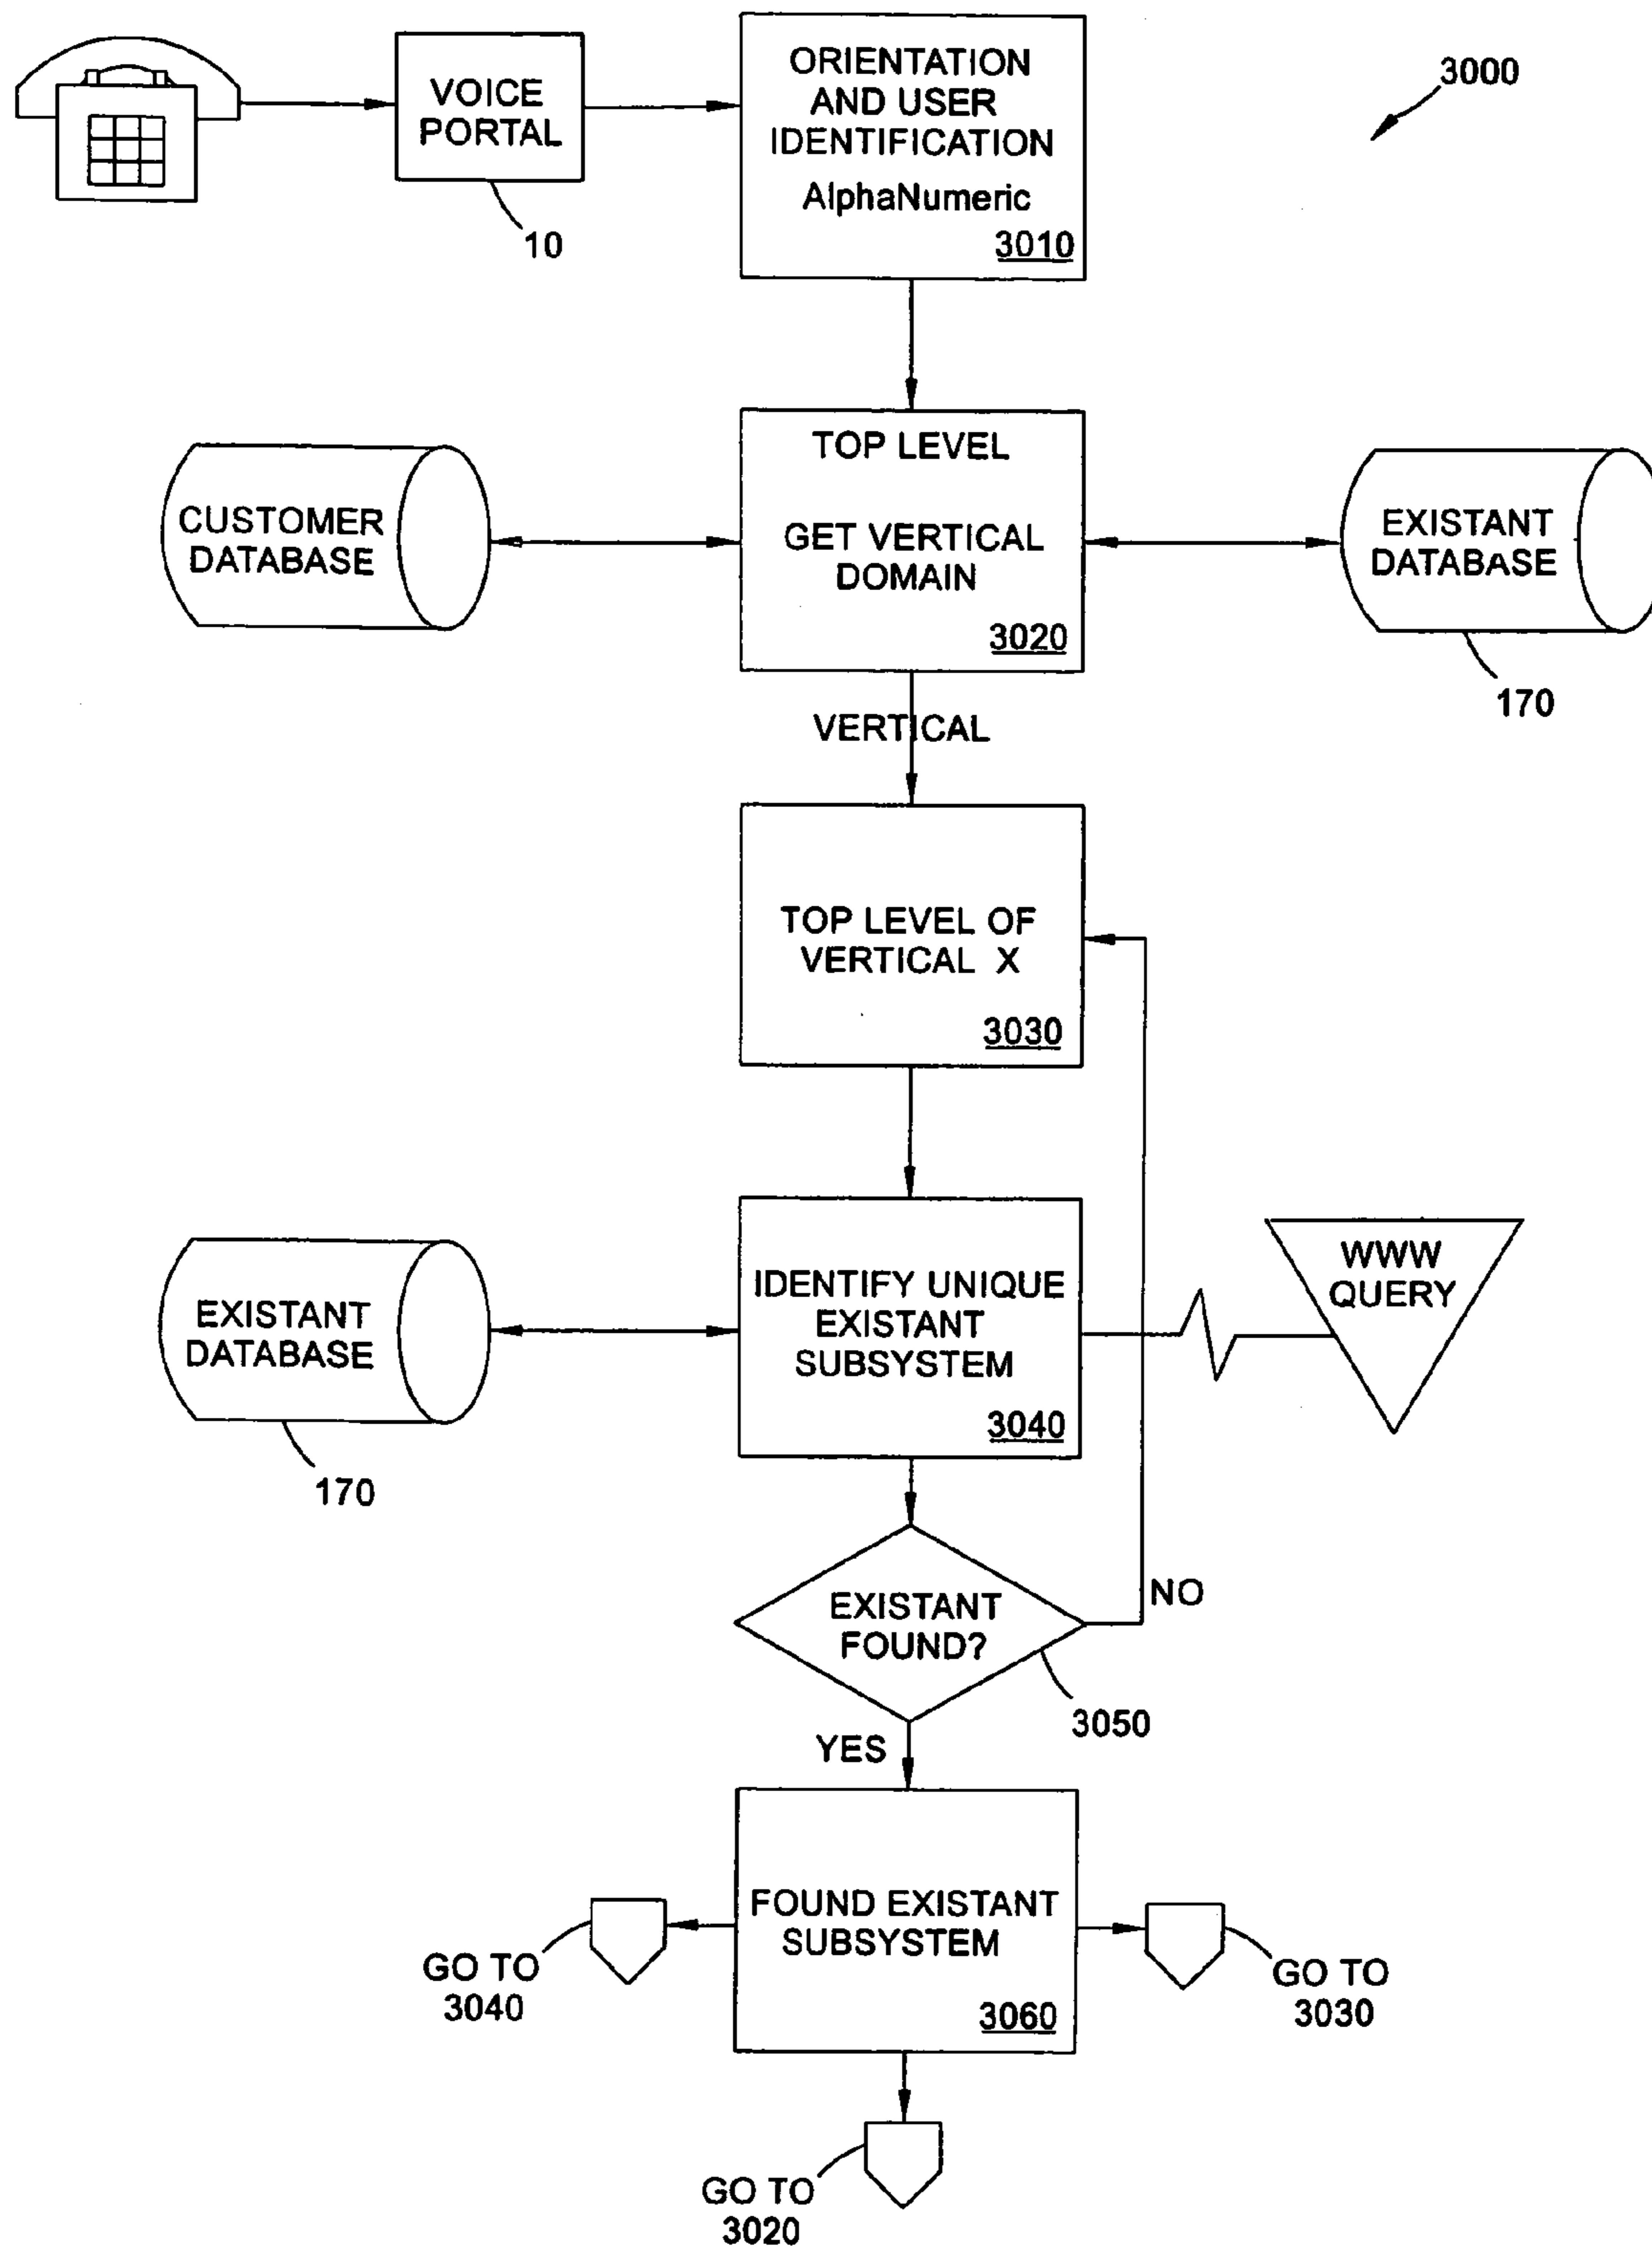 VOICE
PORTAL
10
ORIENTATION
AND USER
IDENTIFICATION
AlphaNumeric
3010
3000
CUSTOMER
DATABASE
TOP LEVEL
GET VERTICAL
DOMAIN
3020
EXISTANT
DATABASE
170
VERTICAL
TOP LEVEL OF
VERTICAL X
3030
EXISTANT
DATABASE
170
IDENTIFY UNIQUE
EXISTANT
SUBSYSTEM
3040
WWW
QUERY
EXISTANT
FOUND?
NO
3050
YES
FOUND EXISTANT
SUBSYSTEM
3060
GO TO
3040
GO TO
3030
GO TO
3020